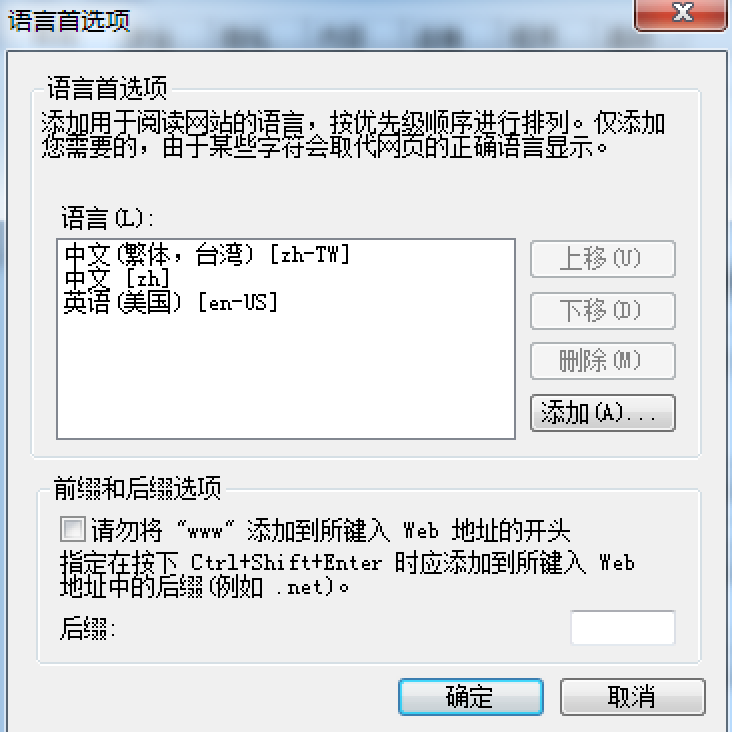 语言首选项
语言首选项
添加用于阅读网站的语言，按优先级顺序进行排列。仅添加
您需要的，由于某些字符会取代网页的正确语言显示。
语言(L):
中文(繁体，台湾) [zh-TW]
中文 [zh]
英语(美国) [en-US]
上移(U)
下移(D)
删除(M)
添加(A)...
前缀和后缀选项
请勿将 “www” 添加到所键入 Web 地址的开头
指定在按下 Ctrl+Shift+Enter 时应添加到所键入 Web
地址中的后缀(例如 .net)。
后缀:
确定
取消